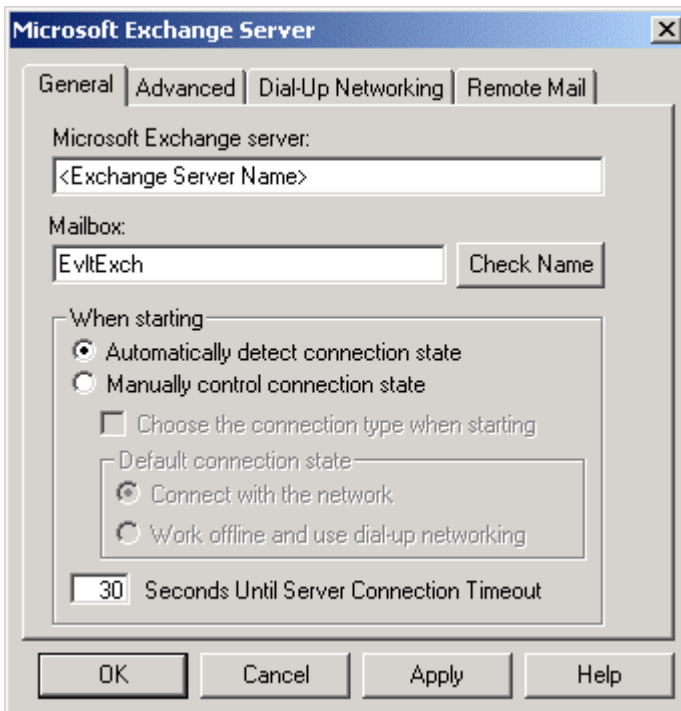 Microsoft Exchange Server
General Advanced Dial-Up Networking Remote Mail
Microsoft Exchange server:
<Exchange Server Name>
Mailbox:
EvltExch Check Name
When starting
Automatically detect connection state
Manually control connection state
Choose the connection type when starting
Default connection state
Connect with the network
Work offline and use dial-up networking
30 Seconds Until Server Connection Timeout
OK Cancel Apply Help